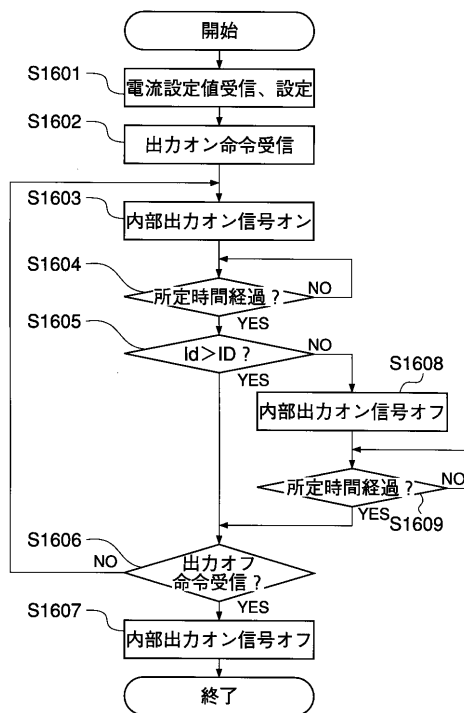 開始
S1601
電流設定値受信、設定
S1602
出力オン命令受信
S1603
内部出力オン信号オン
S1604
所定時間経過?
NO
YES
S1605
Id>ID?
NO
YES
S1608
内部出力オン信号オフ
所定時間経過?
NO
YES
S1609
S1606
出力オフ
命令受信?
NO
YES
S1607
内部出力オン信号オフ
終了